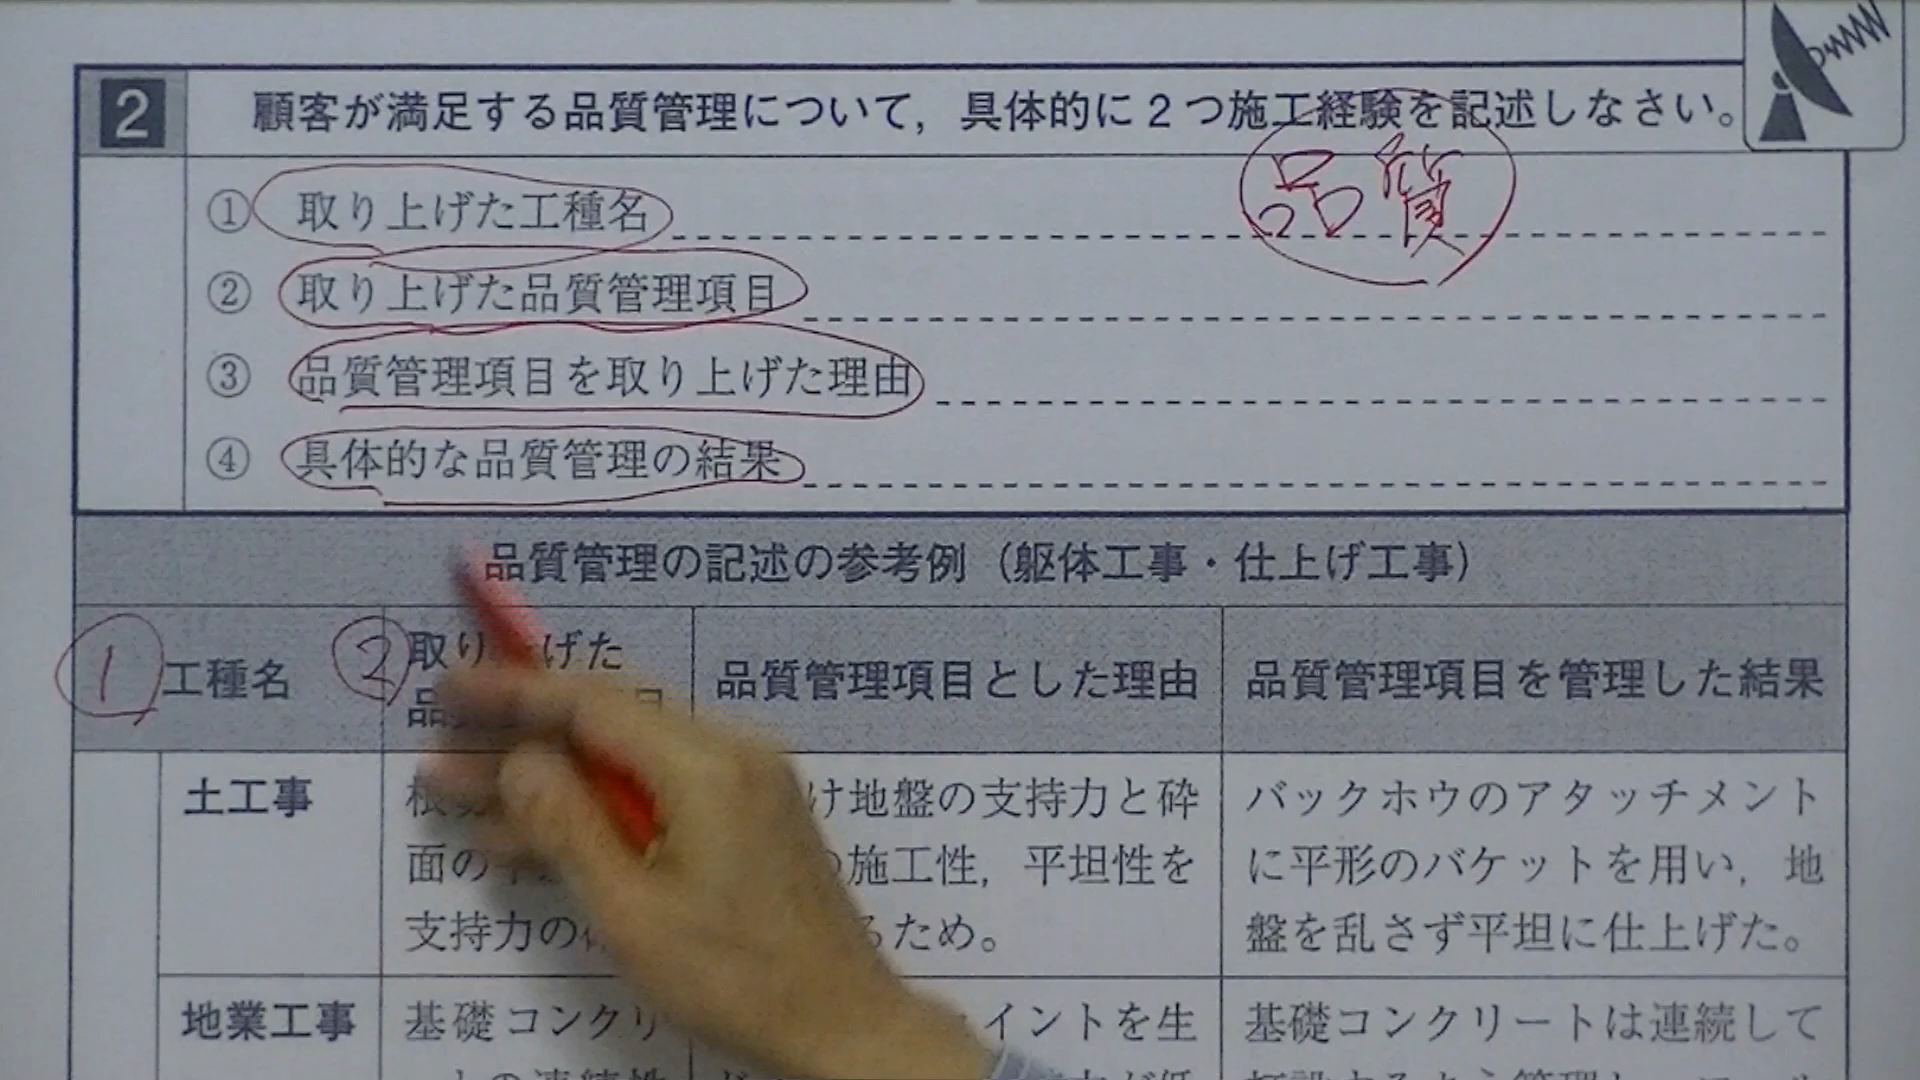 2 顧客が満足する品質管理について，具体的に２つ施工経験を記述しなさい。
① 取り上げた工種名
品質
② 取り上げた品質管理項目
③ 品質管理項目を取り上げた理由
④ 具体的な品質管理の結果
品質管理の記述の参考例（躯体工事・仕上げ工事）
1 工種名
2 取り げた
品
品質管理項目とした理由
品質管理項目を管理した結果
土工事
面の
支持力の
け地盤の支持力と砕
施工性，平坦性を
るため。
バックホウのアタッチメント
に平形のバケットを用い，地
盤を乱さず平坦に仕上げた。
地業工事
基礎コンクリ
イントを生
基礎コンクリートは連続して